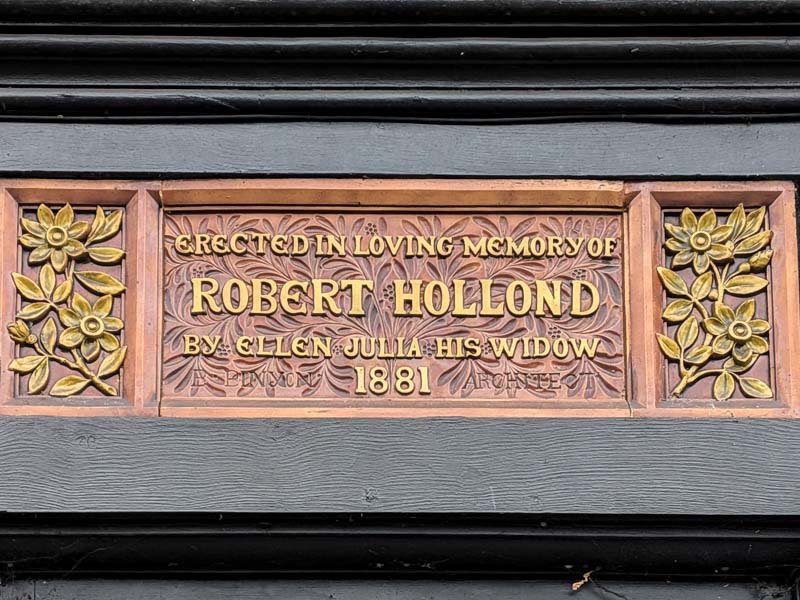 ERECTED IN LOVING MEMORY OF
ROBERT HOLLOND
BY ELLEN JULIA HIS WIDOW
B BINYON 1881 ARCHITECT